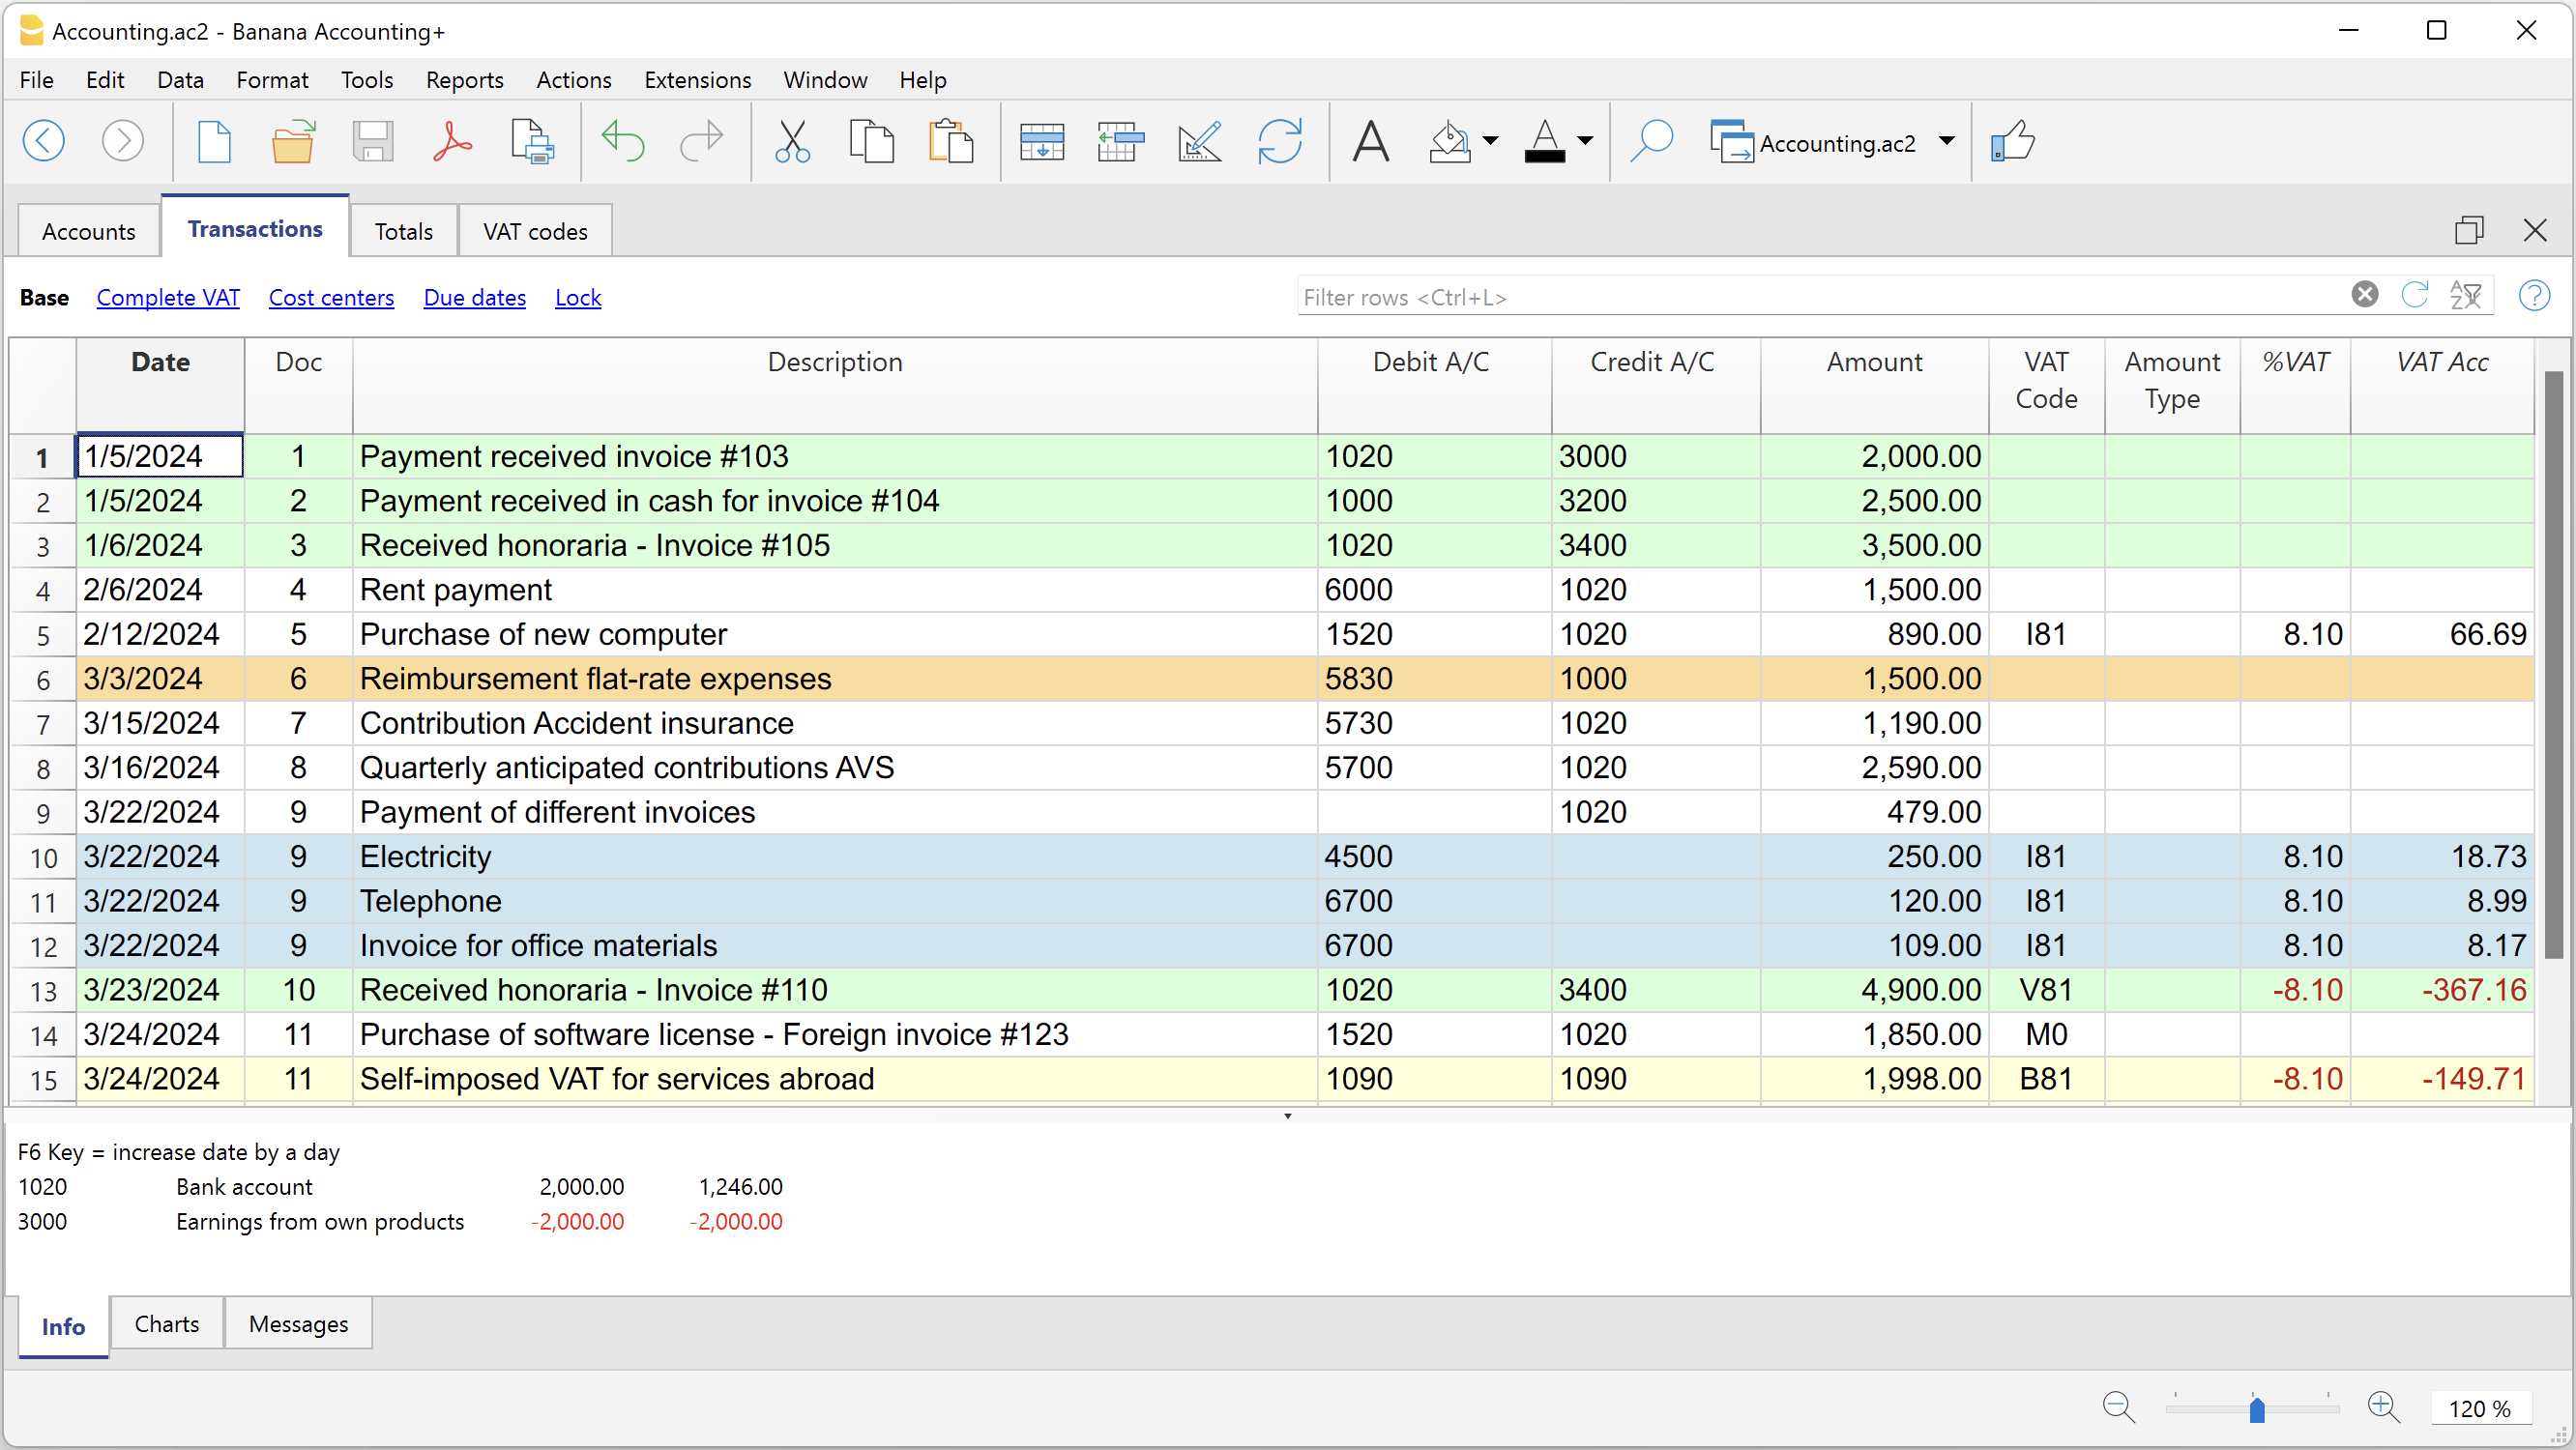 Accounting.ac2 - Banana Accounting+
File Edit Data Format Tools Reports Actions Extensions Window Help
Accounting.ac2
Accounts Transactions Totals VAT codes
Base Complete VAT Cost centers Due dates Lock Filter rows <Ctrl+L>
Date Doc Description Debit A/C Credit A/C Amount VAT Code Amount Type %VAT VAT Acc
1 1/5/2024 1 Payment received invoice #103 1020 3000 2,000.00
2 1/5/2024 2 Payment received in cash for invoice #104 1000 3200 2,500.00
3 1/6/2024 3 Received honoraria - Invoice #105 1020 3400 3,500.00
4 2/6/2024 4 Rent payment 6000 1020 1,500.00
5 2/12/2024 5 Purchase of new computer 1520 1020 890.00 I81 8.10 66.69
6 3/3/2024 6 Reimbursement flat-rate expenses 5830 1000 1,500.00
7 3/15/2024 7 Contribution Accident insurance 5730 1020 1,190.00
8 3/16/2024 8 Quarterly anticipated contributions AVS 5700 1020 2,590.00
9 3/22/2024 9 Payment of different invoices 1020 479.00
10 3/22/2024 9 Electricity 4500 250.00 I81 8.10 18.73
11 3/22/2024 9 Telephone 6700 120.00 I81 8.10 8.99
12 3/22/2024 9 Invoice for office materials 6700 109.00 I81 8.10 8.17
13 3/23/2024 10 Received honoraria - Invoice #110 1020 3400 4,900.00 V81 -8.10 -367.16
14 3/24/2024 11 Purchase of software license - Foreign invoice #123 1520 1020 1,850.00 M0
15 3/24/2024 11 Self-imposed VAT for services abroad 1090 1090 1,998.00 B81 -8.10 -149.71
F6 Key = increase date by a day
1020 Bank account 2,000.00 1,246.00
3000 Earnings from own products -2,000.00 -2,000.00
Info Charts Messages
120 %